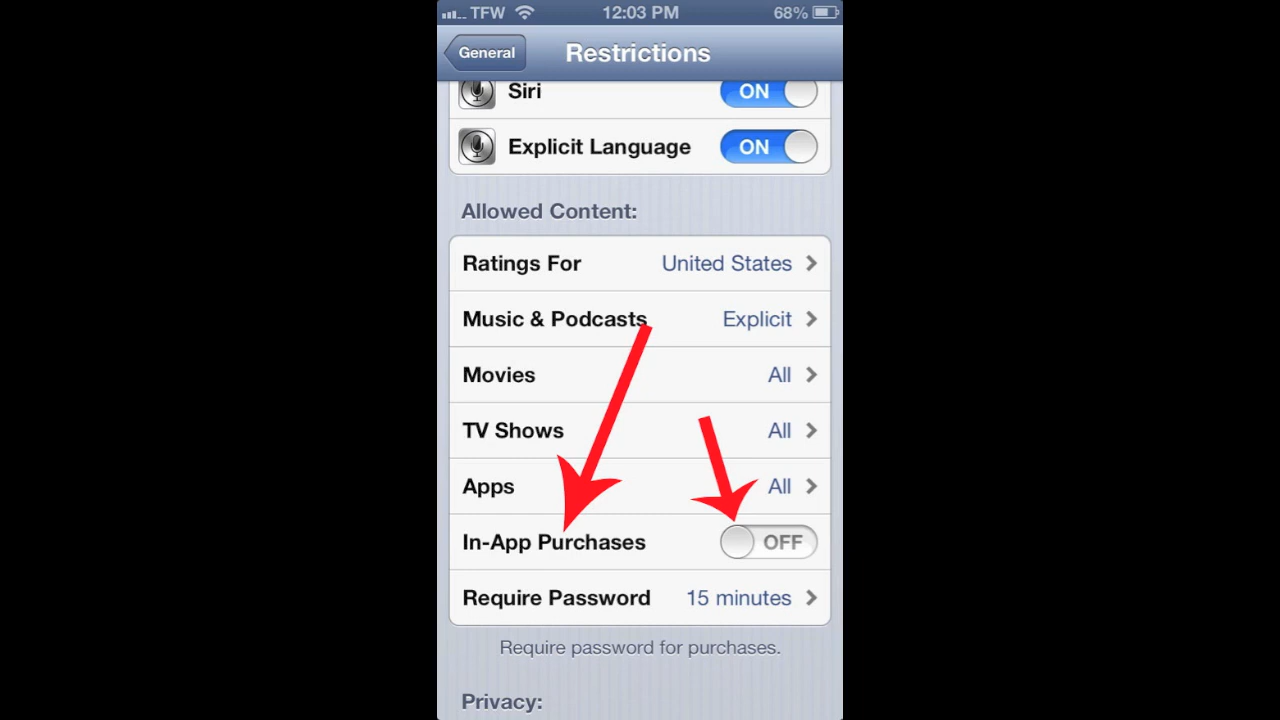 TFW 12:03 PM 68%
General Restrictions
Siri ON
Explicit Language ON
Allowed Content:
Ratings For United States
Music & Podcasts Explicit
Movies All
TV Shows All
Apps All
In-App Purchases OFF
Require Password 15 minutes
Require password for purchases.
Privacy: